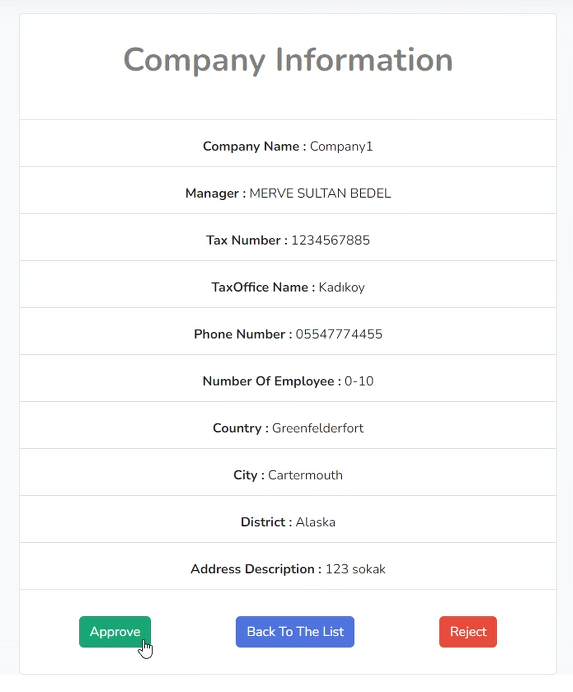 Company Information
Company Name : Company1
Manager : MERVE SULTAN BEDEL
Tax Number : 1234567885
TaxOffice Name : Kadıkoy
Phone Number : 05547774455
Number Of Employee : 0-10
Country : Greenfelderfort
City : Cartermouth
District : Alaska
Address Description : 123 sokak
Approve
Back To The List
Reject